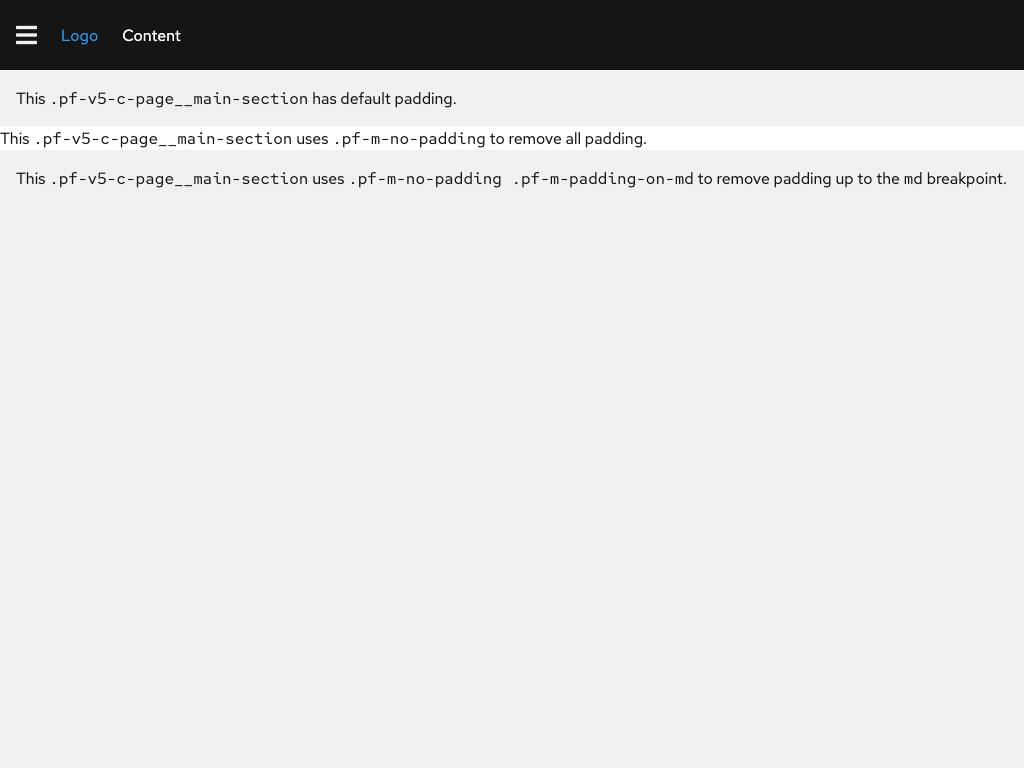 Logo Content
This .pf-v5-c-page__main-section has default padding.
This .pf-v5-c-page__main-section uses .pf-m-no-padding to remove all padding.
This .pf-v5-c-page__main-section uses .pf-m-no-padding .pf-m-padding-on-md to remove padding up to the md breakpoint.